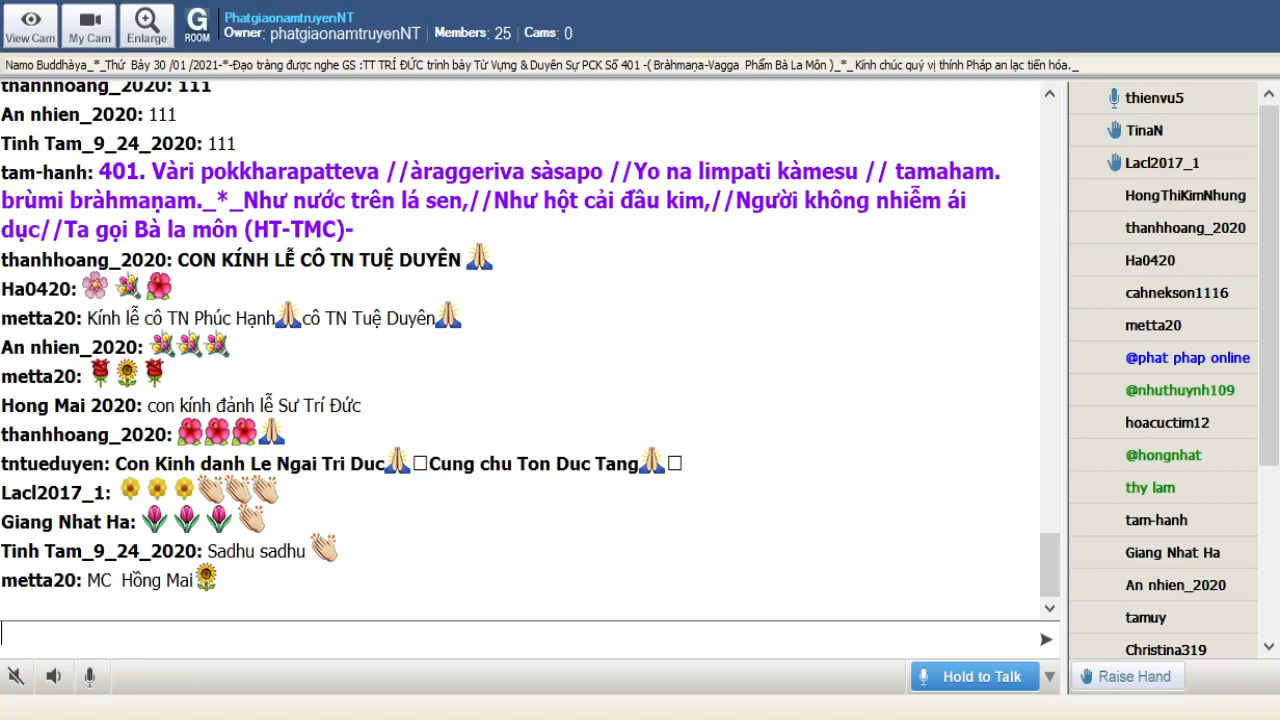 View Cam
My Cam
Enlarge
G
ROOM
PhatgiaonamtruyenNT
Owner: phatgiaonamtruyenNT | Members: 25 | Cams: 0
Namo Buddhàya_*_Thứ Bảy 30 /01 /2021-*-Đạo tràng được nghe GS :TT TRÍ ĐỨC trình bày Từ Vựng & Duyên Sự PCK Số 401 -( Bràhmaṇa-Vagga Phẩm Bà La Môn )_*_ Kính chúc quý vị thính Pháp an lạc tiến hóa._
thanhhoang_2020: 111
An nhien_2020: 111
Tinh Tam_9_24_2020: 111
tam-hanh: 401. Vàri pokkharapatteva //àraggeriva sàsapo //Yo na limpati kàmesu // tamaham.
brùmi bràhmaṇam._*_Như nước trên lá sen,//Như hột cải đầu kim,//Người không nhiễm ái
dục//Ta gọi Bà la môn (HT-TMC)-
thanhhoang_2020: CON KÍNH LỄ CÔ TN TUỆ DUYÊN 🙏
Ha0420: 🌸 💐 🌺
metta20: Kính lễ cô TN Phúc Hạnh🙏cô TN Tuệ Duyên🙏
An nhien_2020: 💐💐💐
metta20: 🌹🌻🌹
Hong Mai 2020: con kính đảnh lễ Sư Trí Đức
thanhhoang_2020: 🌺🌺🌺🙏
tntueduyen: Con Kinh danh Le Ngai Tri Duc🙏□Cung chu Ton Duc Tang🙏□
Lacl2017_1: 🌼🌼🌼👏👏👏
Giang Nhat Ha: 🌷🌷🌷👏
Tinh Tam_9_24_2020: Sadhu sadhu 👏
metta20: MC Hồng Mai🌻
Hold to Talk
thienvu5
TinaN
Lacl2017_1
HongThiKimNhung
thanhhoang_2020
Ha0420
cahnekson1116
metta20
@phat phap online
@nhuthuynh109
hoacuctim12
@hongnhat
thy lam
tam-hanh
Giang Nhat Ha
An nhien_2020
tamuy
Christina319
Raise Hand